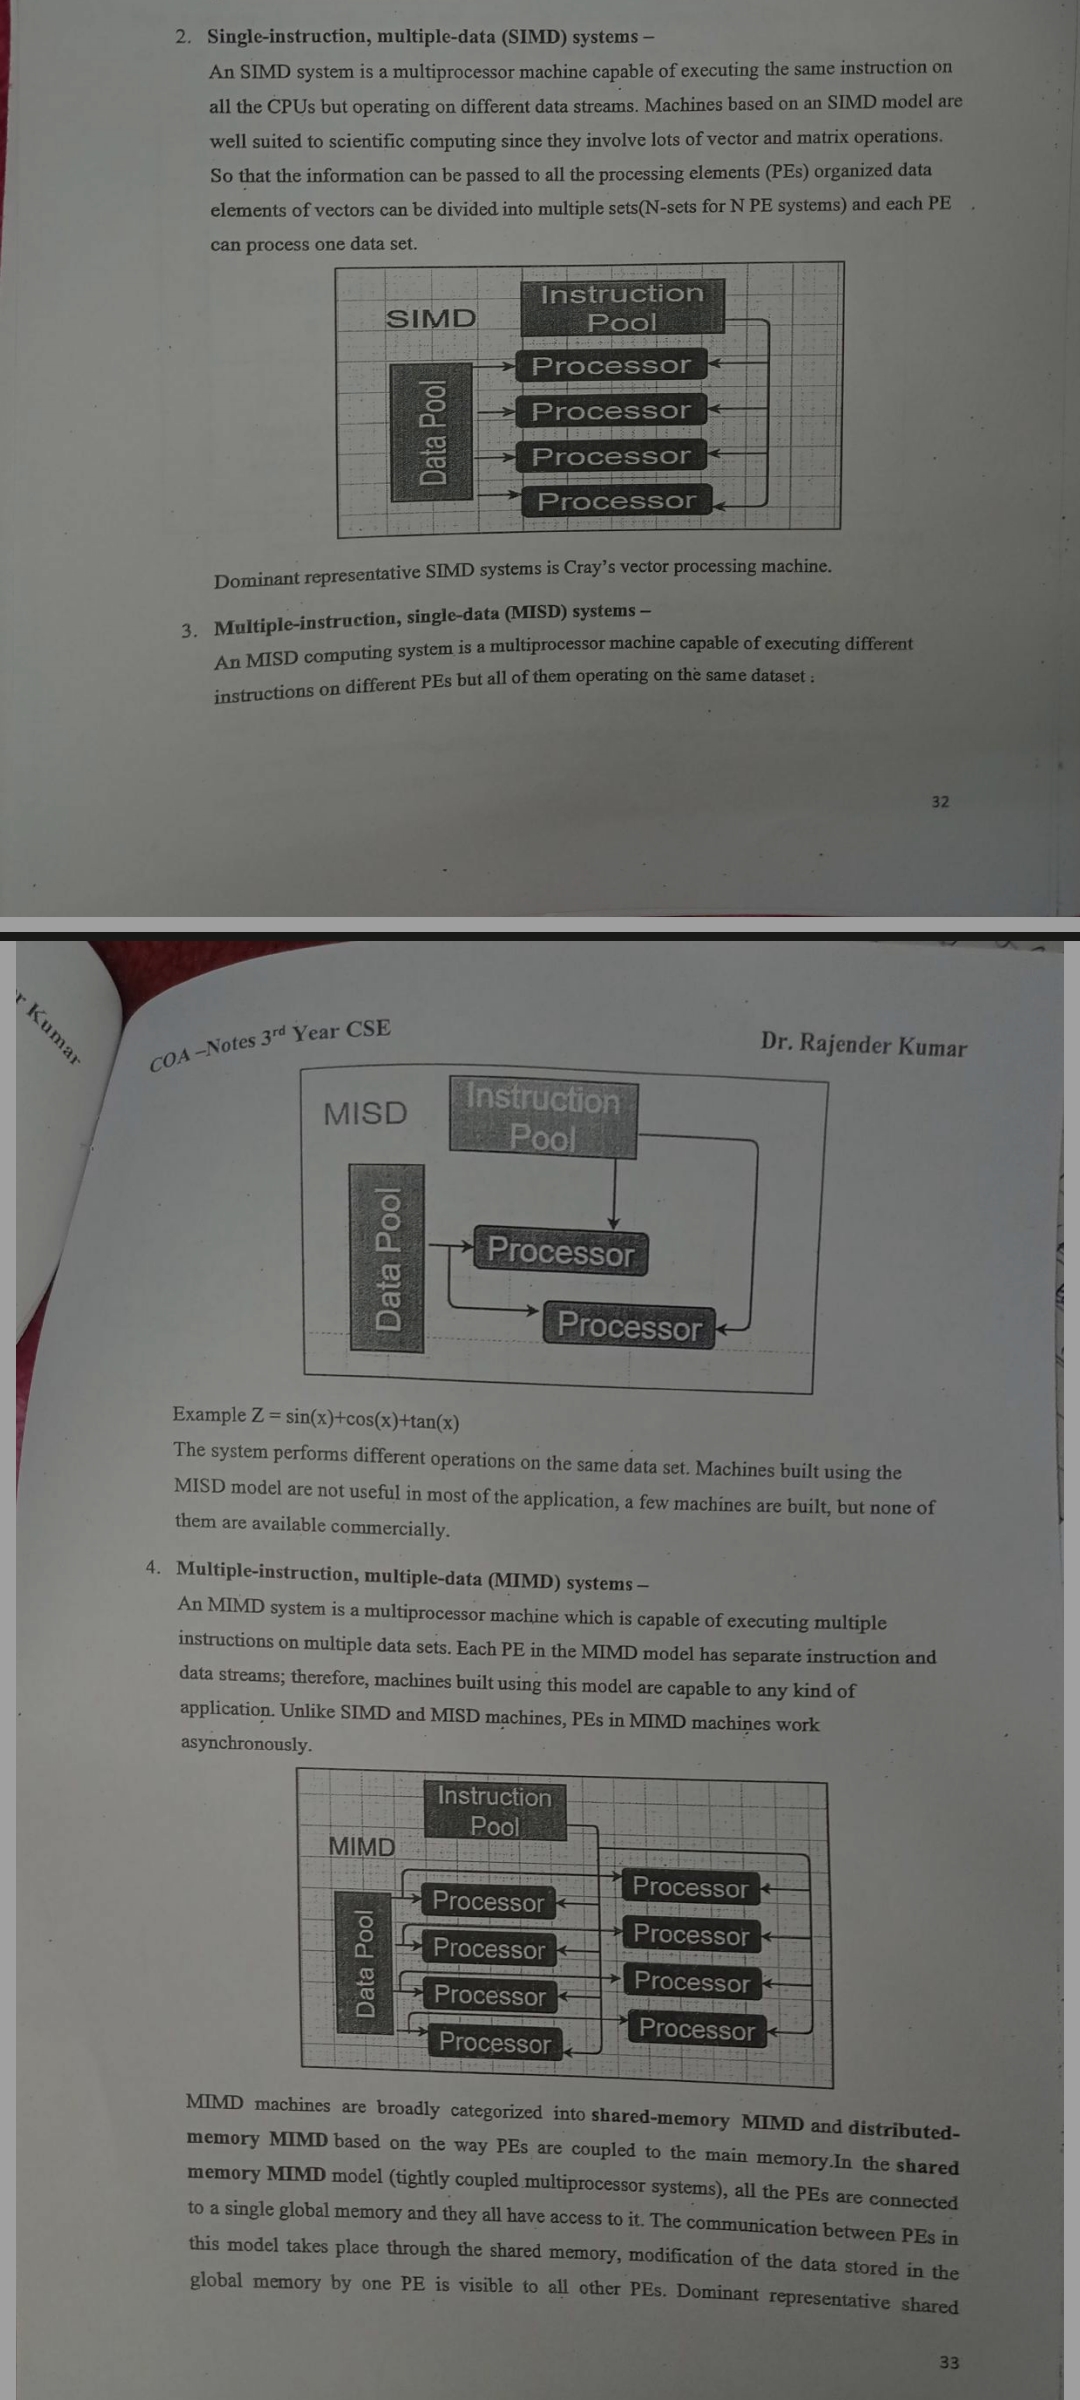 2. Single-instruction, multiple-data (SIMD) systems –
An SIMD system is a multiprocessor machine capable of executing the same instruction on
all the CPUs but operating on different data streams. Machines based on an SIMD model are
well suited to scientific computing since they involve lots of vector and matrix operations.
So that the information can be passed to all the processing elements (PEs) organized data
elements of vectors can be divided into multiple sets(N-sets for N PE systems) and each PE
can process one data set.
SIMD
Instruction
Pool
Data Pool
Processor
Processor
Processor
Processor
Dominant representative SIMD systems is Cray's vector processing machine.
3. Multiple-instruction, single-data (MISD) systems –
An MISD computing system is a multiprocessor machine capable of executing different
instructions on different PEs but all of them operating on the same dataset :
32
r Kumar
COA –Notes 3rd Year CSE
Dr. Rajender Kumar
MISD
Instruction
Pool
Data Pool
Processor
Processor
Example Z = sin(x)+cos(x)+tan(x)
The system performs different operations on the same data set. Machines built using the
MISD model are not useful in most of the application, a few machines are built, but none of
them are available commercially.
4. Multiple-instruction, multiple-data (MIMD) systems –
An MIMD system is a multiprocessor machine which is capable of executing multiple
instructions on multiple data sets. Each PE in the MIMD model has separate instruction and
data streams; therefore, machines built using this model are capable to any kind of
application. Unlike SIMD and MISD machines, PEs in MIMD machines work
asynchronously.
Instruction
Pool
MIMD
Data Pool
Processor
Processor
Processor
Processor
Processor
Processor
Processor
Processor
MIMD machines are broadly categorized into shared-memory MIMD and distributed-
memory MIMD based on the way PEs are coupled to the main memory.In the shared
memory MIMD model (tightly coupled multiprocessor systems), all the PEs are connected
to a single global memory and they all have access to it. The communication between PEs in
this model takes place through the shared memory, modification of the data stored in the
global memory by one PE is visible to all other PEs. Dominant representative shared
33